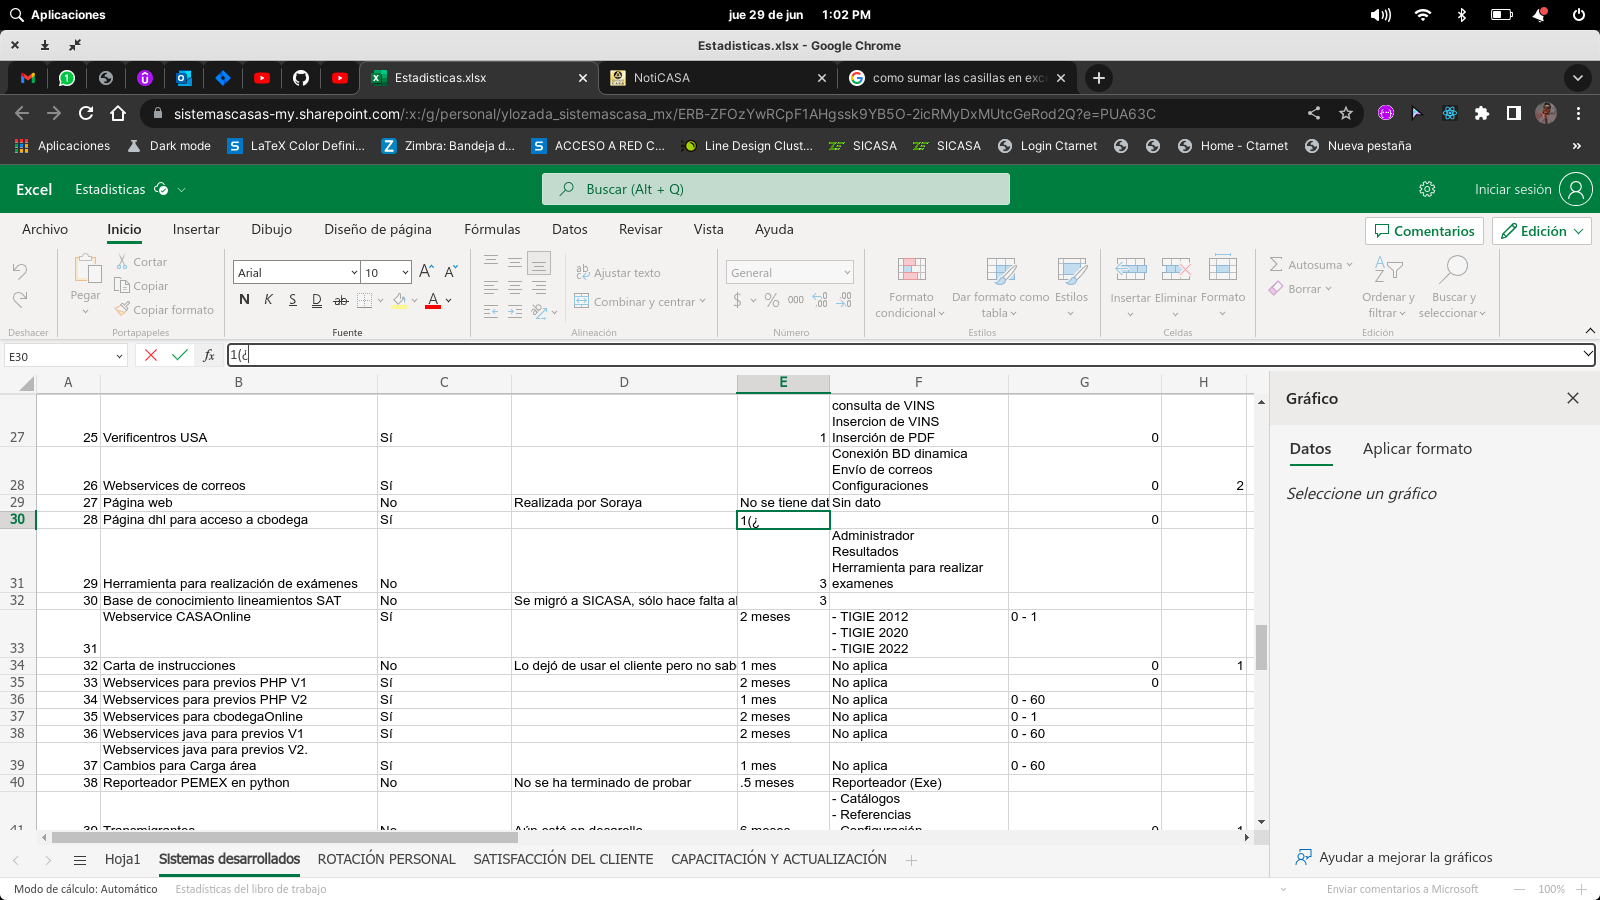 Aplicaciones
jue 29 de jun 1:02 PM
Estadisticas.xlsx - Google Chrome
Estadisticas.xlsx
NotiCASA
como sumar las casillas en exc
sistemascasas-my.sharepoint.com/:x:/g/personal/ylozada_sistemascasa_mx/ERB-ZFOzYwRCpF1AHgssk9YB5O-2icRMyDxMUtcGeRod2Q?e=PUA63C
Aplicaciones Dark mode LaTeX Color Defini... Zimbra: Bandeja d... ACCESO A RED C... Line Design Clust... SICASA SICASA Login Ctarnet Home - Ctarnet Nueva pestaña »
Excel Estadisticas Buscar (Alt + Q) Iniciar sesión
Archivo Inicio Insertar Dibujo Diseño de página Fórmulas Datos Revisar Vista Ayuda Comentarios Edición
Pegar Cortar Copiar Copiar formato
Arial 10
N K S D ab A
Ajustar texto
Combinar y centrar
General
$ % 000
Formato condicional Dar formato como tabla Estilos
Insertar Eliminar Formato
Autosuma
Borrar
Ordenar y filtrar Buscar y seleccionar
Deshacer Portapapeles Fuente Alineación Número Estilos Celdas Edición
E30 fx 1(¿
A B C D E F G H
consulta de VINS
Insercion de VINS
27 25 Verificentros USA Sí 1 Inserción de PDF 0
Conexión BD dinamica
Envío de correos
28 26 Webservices de correos Sí Configuraciones 0 2
29 27 Página web No Realizada por Soraya No se tiene dat Sin dato
30 28 Página dhl para acceso a cbodega Sí 1(¿ 0
Administrador
Resultados
Herramienta para realizar
31 29 Herramienta para realización de exámenes No 3 examenes
32 30 Base de conocimiento lineamientos SAT No Se migró a SICASA, sólo hace falta al 3
Webservice CASAOnline Sí 2 meses - TIGIE 2012 0 - 1
- TIGIE 2020
33 31 - TIGIE 2022
34 32 Carta de instrucciones No Lo dejó de usar el cliente pero no sab 1 mes No aplica 0 1
35 33 Webservices para previos PHP V1 Sí 2 meses No aplica 0
36 34 Webservices para previos PHP V2 Sí 1 mes No aplica 0 - 60
37 35 Webservices para cbodegaOnline Sí 2 meses No aplica 0 - 1
38 36 Webservices java para previos V1 Sí 2 meses No aplica 0 - 60
Webservices java para previos V2.
39 37 Cambios para Carga área Sí 1 mes No aplica 0 - 60
40 38 Reporteador PEMEX en python No No se ha terminado de probar .5 meses Reporteador (Exe)
- Catálogos
- Referencias
41 39 Transmigrantes No Aún está en desarollo 6 meses - Configuración 0 1
Gráfico
Datos Aplicar formato
Seleccione un gráfico
Ayudar a mejorar la gráficos
Hoja1 Sistemas desarrollados ROTACIÓN PERSONAL SATISFACCIÓN DEL CLIENTE CAPACITACIÓN Y ACTUALIZACIÓN
Modo de cálculo: Automático Estadísticas del libro de trabajo Enviar comentarios a Microsoft 100%